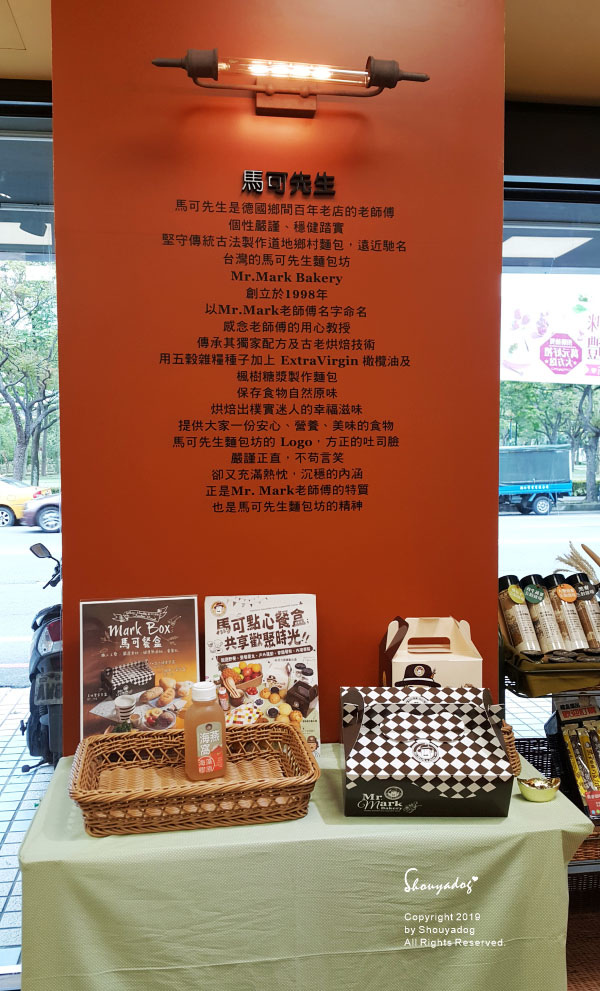 馬可先生
馬可先生是德國鄉間百年老店的老師傅
個性嚴謹、穩健踏實
堅守傳統古法製作道地鄉村麵包，遠近馳名
台灣的馬可先生麵包坊
Mr.Mark Bakery
創立於1998年
以Mr.Mark老師傅名字命名
感念老師傅的用心教授
傳承其獨家配方及古老烘焙技術
用五穀雜糧種子加上 ExtraVirgin 橄欖油及
楓樹糖漿製作麵包
保存食物自然原味
烘焙出樸實迷人的幸福滋味
提供大家一份安心、營養、美味的食物
馬可先生麵包坊的 Logo，方正的吐司臉
嚴謹正直，不苟言笑
卻又充滿熱忱，沉穩的內涵
正是Mr. Mark老師傅的特質
也是馬可先生麵包坊的精神
Mark Box
馬可餐盒
馬可點心餐盒
共享歡聚時光!!
海燕窩
Mr.
Mark
Bakery
Shouyadog
Copyright 2019
by Shouyadog
All Rights Reserved.